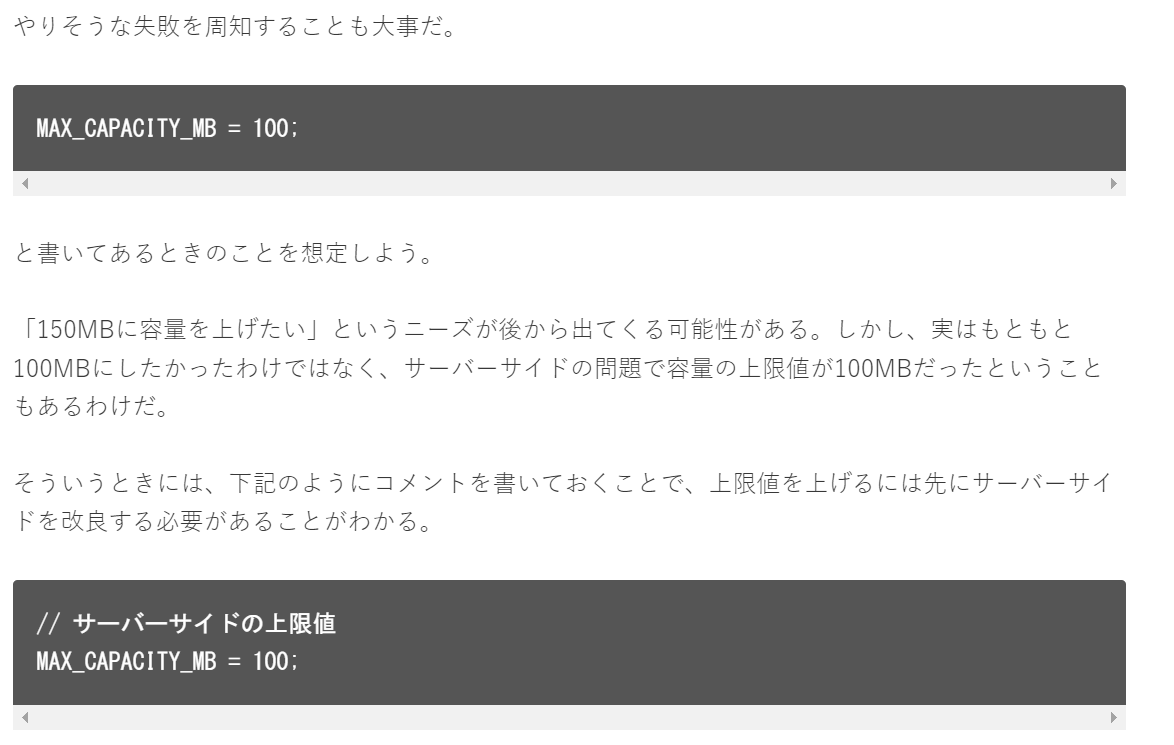 やりそうな失敗を周知することも大事だ。
MAX_CAPACITY_MB = 100;
と書いてあるときのことを想定しよう。
「150MBに容量を上げたい」というニーズが後から出てくる可能性がある。しかし、実はもともと
100MBにしたかったわけではなく、サーバーサイドの問題で容量の上限値が100MBだったということ
もあるわけだ。
そういうときには、下記のようにコメントを書いておくことで、上限値を上げるには先にサーバーサイ
ドを改良する必要があることがわかる。
// サーバーサイドの上限値
MAX_CAPACITY_MB = 100;